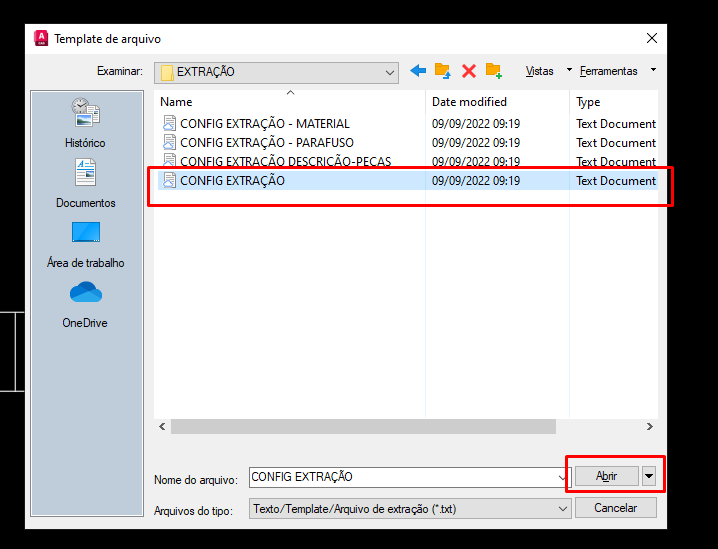 Template de arquivo
Examinar: EXTRAÇÃO Vistas Ferramentas
Name Date modified Type
CONFIG EXTRAÇÃO - MATERIAL 09/09/2022 09:19 Text Document
CONFIG EXTRAÇÃO - PARAFUSO 09/09/2022 09:19 Text Document
CONFIG EXTRAÇÃO DESCRIÇÃO-PEÇAS 09/09/2022 09:19 Text Document
CONFIG EXTRAÇÃO 09/09/2022 09:19 Text Document
Histórico
Documentos
Área de trabalho
OneDrive
Nome do arquivo: CONFIG EXTRAÇÃO Abrir
Arquivos do tipo: Texto/Template/Arquivo de extração (*.txt) Cancelar